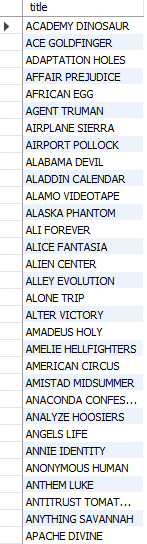 title
ACADEMY DINOSAUR
ACE GOLDFINGER
ADAPTATION HOLES
AFFAIR PREJUDICE
AFRICAN EGG
AGENT TRUMAN
AIRPLANE SIERRA
AIRPORT POLLOCK
ALABAMA DEVIL
ALADDIN CALENDAR
ALAMO VIDEOTAPE
ALASKA PHANTOM
ALI FOREVER
ALICE FANTASIA
ALIEN CENTER
ALLEY EVOLUTION
ALONE TRIP
ALTER VICTORY
AMADEUS HOLY
AMELIE HELLFIGHTERS
AMERICAN CIRCUS
AMISTAD MIDSUMMER
ANACONDA CONFES...
ANALYZE HOOSIERS
ANGELS LIFE
ANNIE IDENTITY
ANONYMOUS HUMAN
ANTHEM LUKE
ANTITRUST TOMAT...
ANYTHING SAVANNAH
APACHE DIVINE